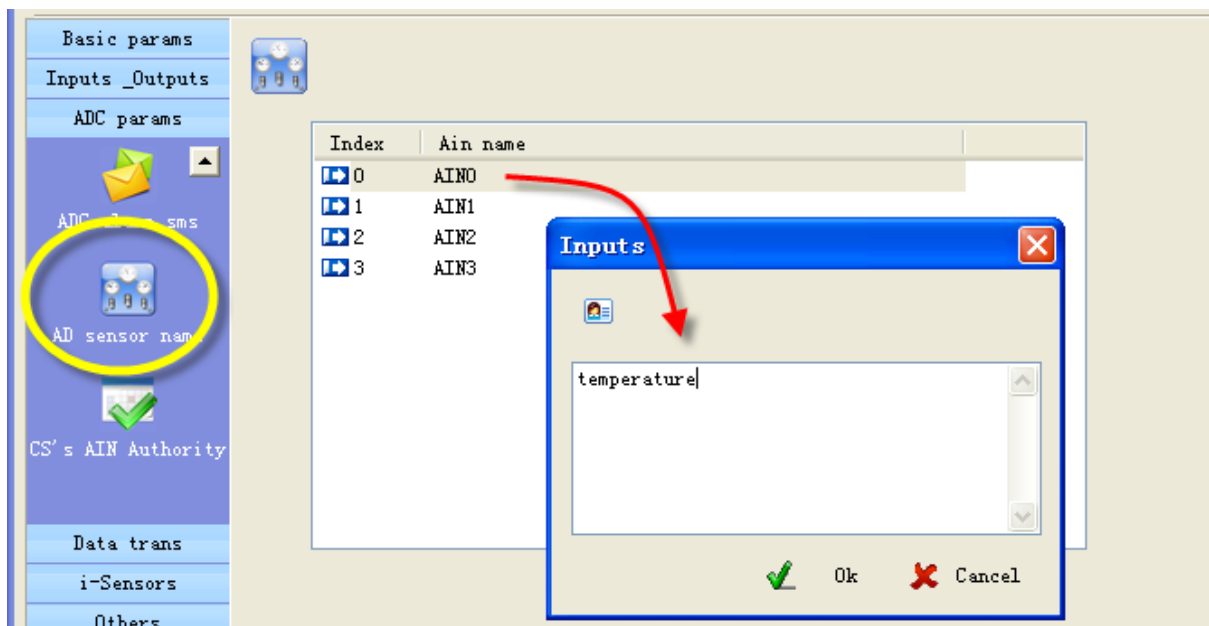 Basic params
Inputs _Outputs
ADC params
sms
AD sensor name
CS's AIN Authority
Data trans
i-Sensors
Others
Index Ain name
0 AIN0
1 AIN1
2 AIN2
3 AIN3
Inputs
temperature
Ok Cancel